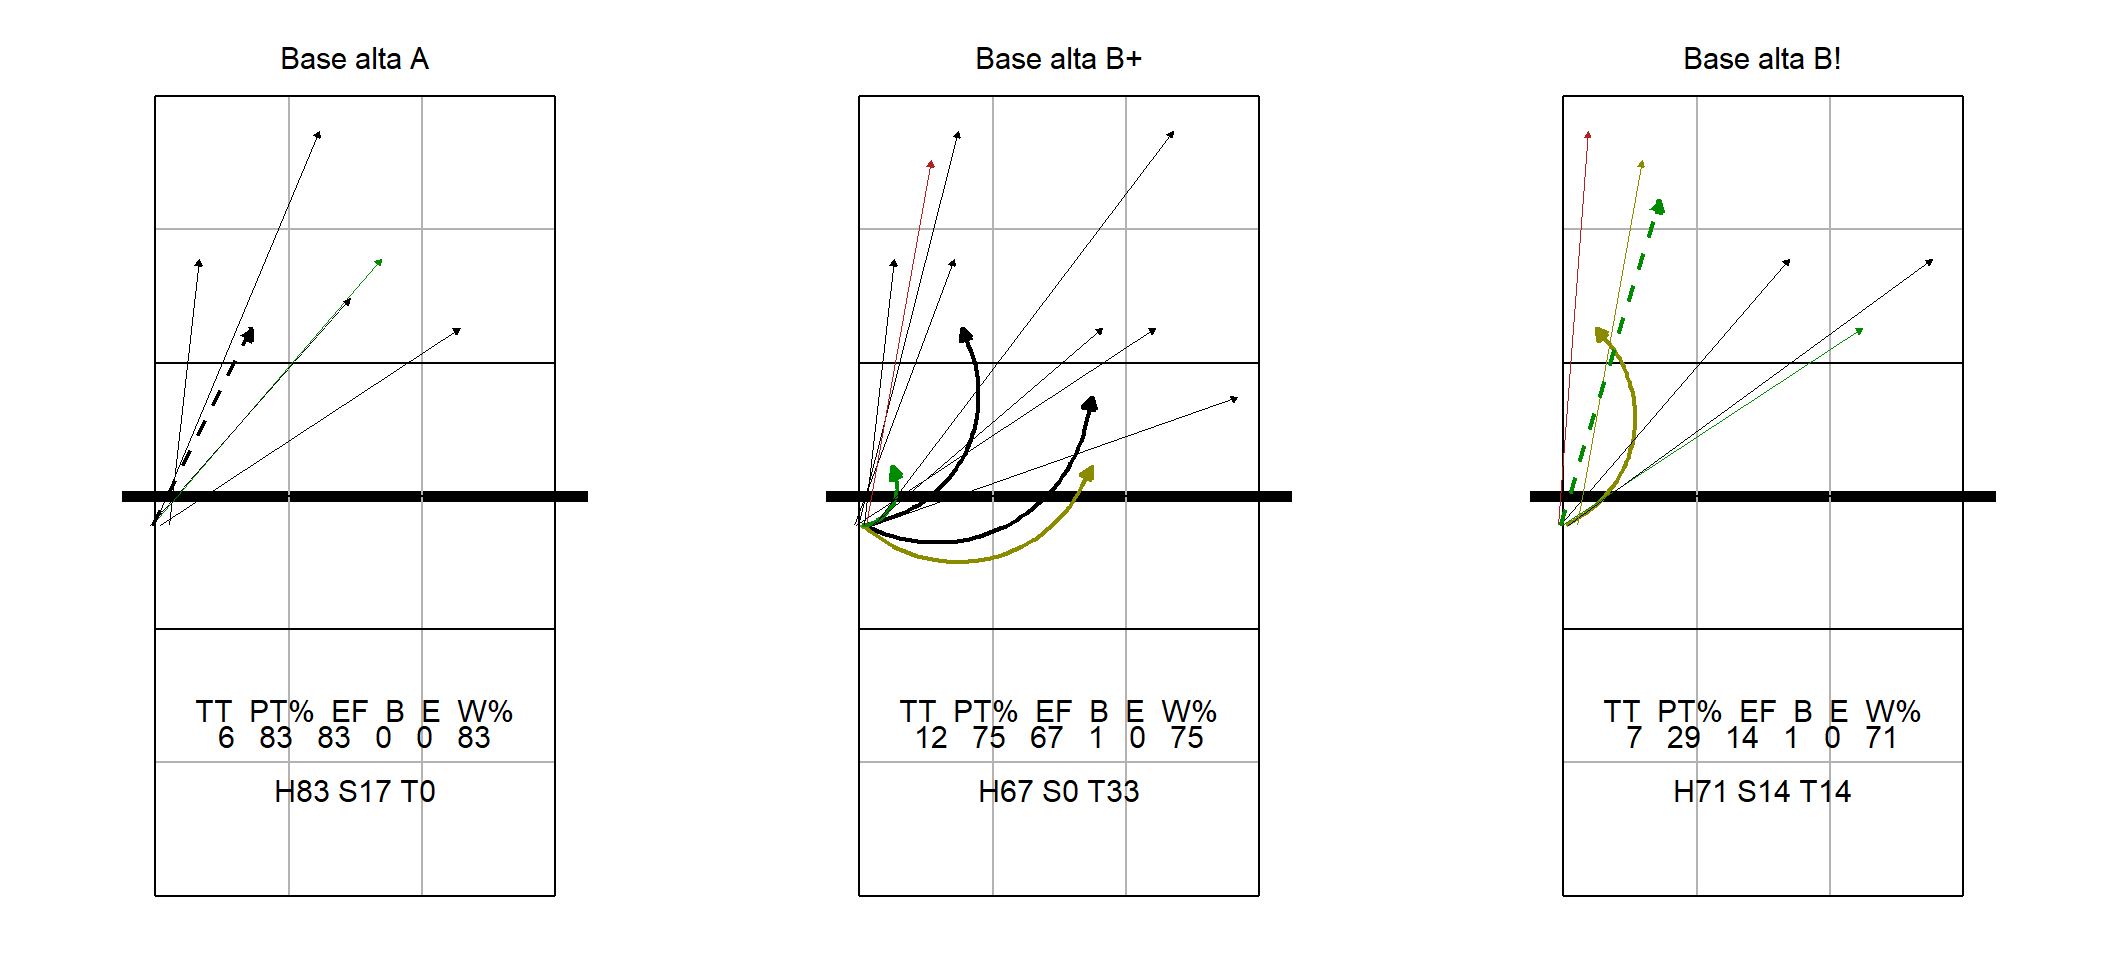 Base alta A
TT PT% EF B E W%
6 83 83 0 0 83
H83 S17 T0
Base alta B+
TT PT% EF B E W%
12 75 67 1 0 75
H67 S0 T33
Base alta B!
TT PT% EF B E W%
7 29 14 1 0 71
H71 S14 T14